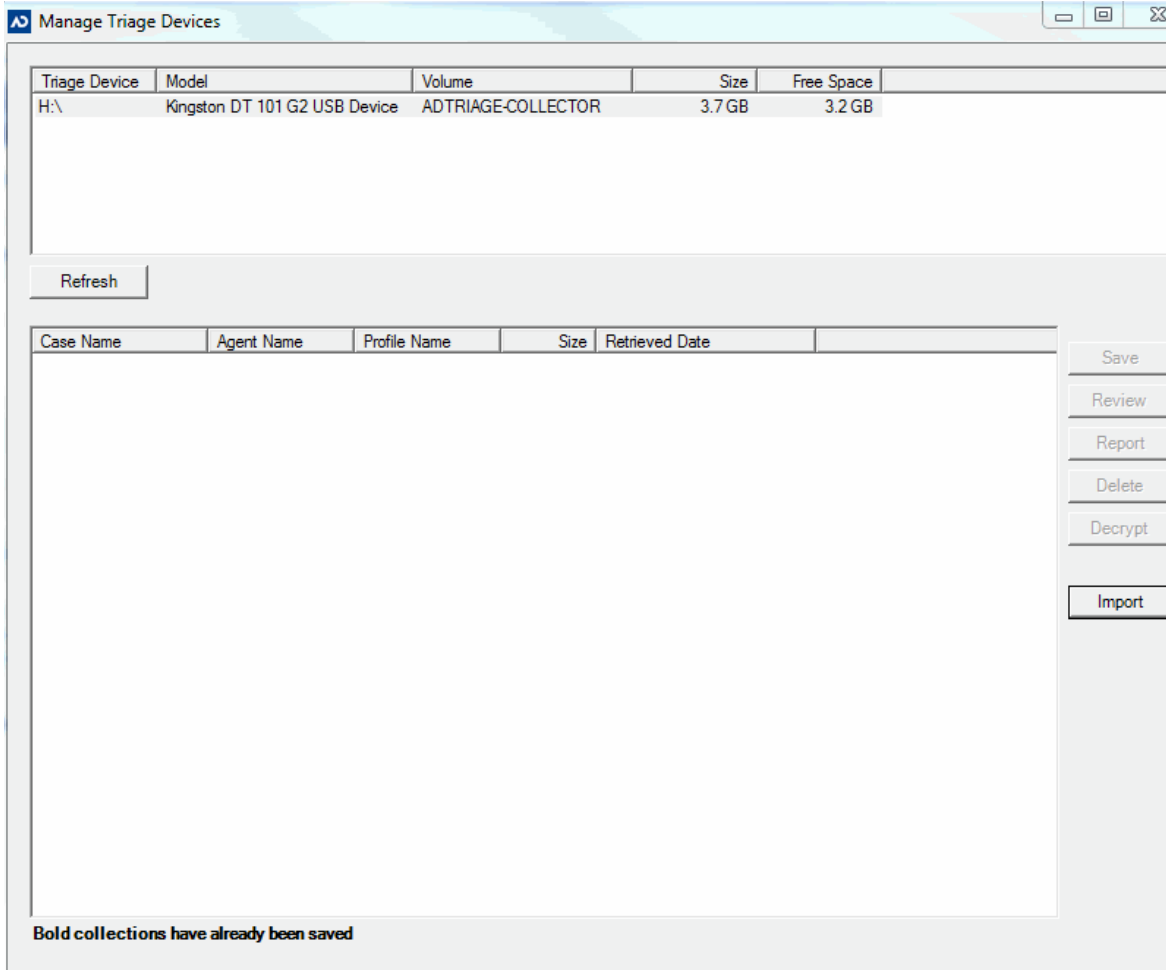 Manage Triage Devices
Triage Device Model Volume Size Free Space
H:\ Kingston DT 101 G2 USB Device ADTRIAGE-COLLECTOR 3.7 GB 3.2 GB
Refresh
Case Name Agent Name Profile Name Size Retrieved Date
Save
Review
Report
Delete
Decrypt
Import
Bold collections have already been saved